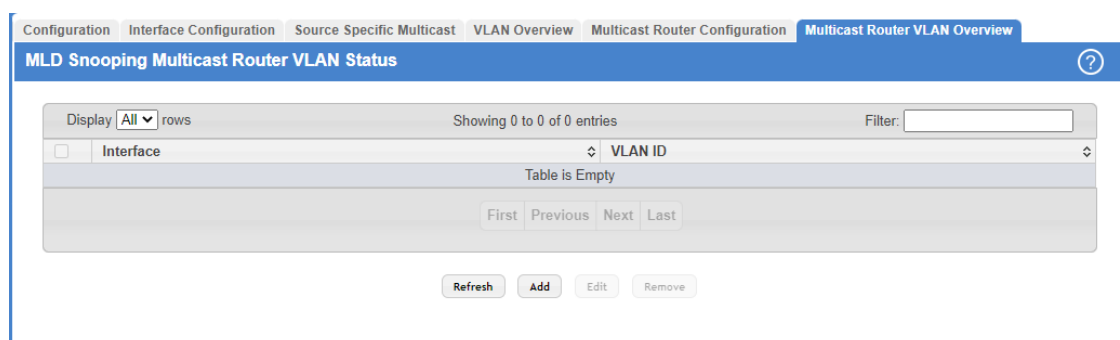 Configuration Interface Configuration Source Specific Multicast VLAN Overview Multicast Router Configuration Multicast Router VLAN Overview
MLD Snooping Multicast Router VLAN Status ?
Display All rows Showing 0 to 0 of 0 entries Filter:
Interface VLAN ID
Table is Empty
First Previous Next Last
Refresh Add Edit Remove